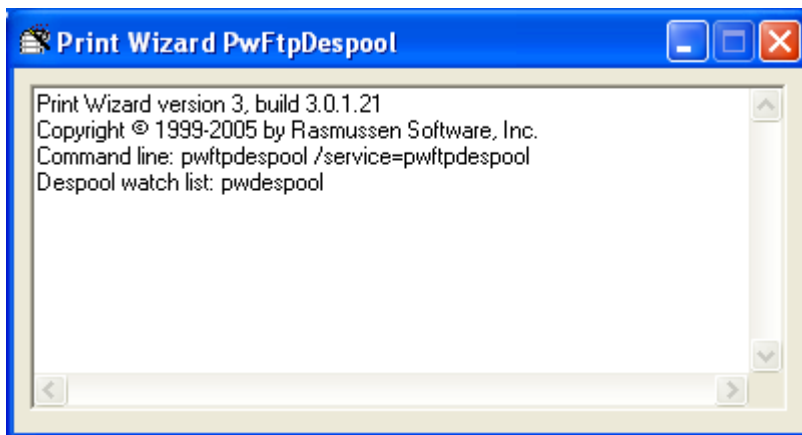 Print Wizard PwFtpDespool
Print Wizard version 3, build 3.0.1.21
Copyright © 1999-2005 by Rasmussen Software, Inc.
Command line: pwftpdespool /service=pwftpdespool
Despool watch list: pwdespool